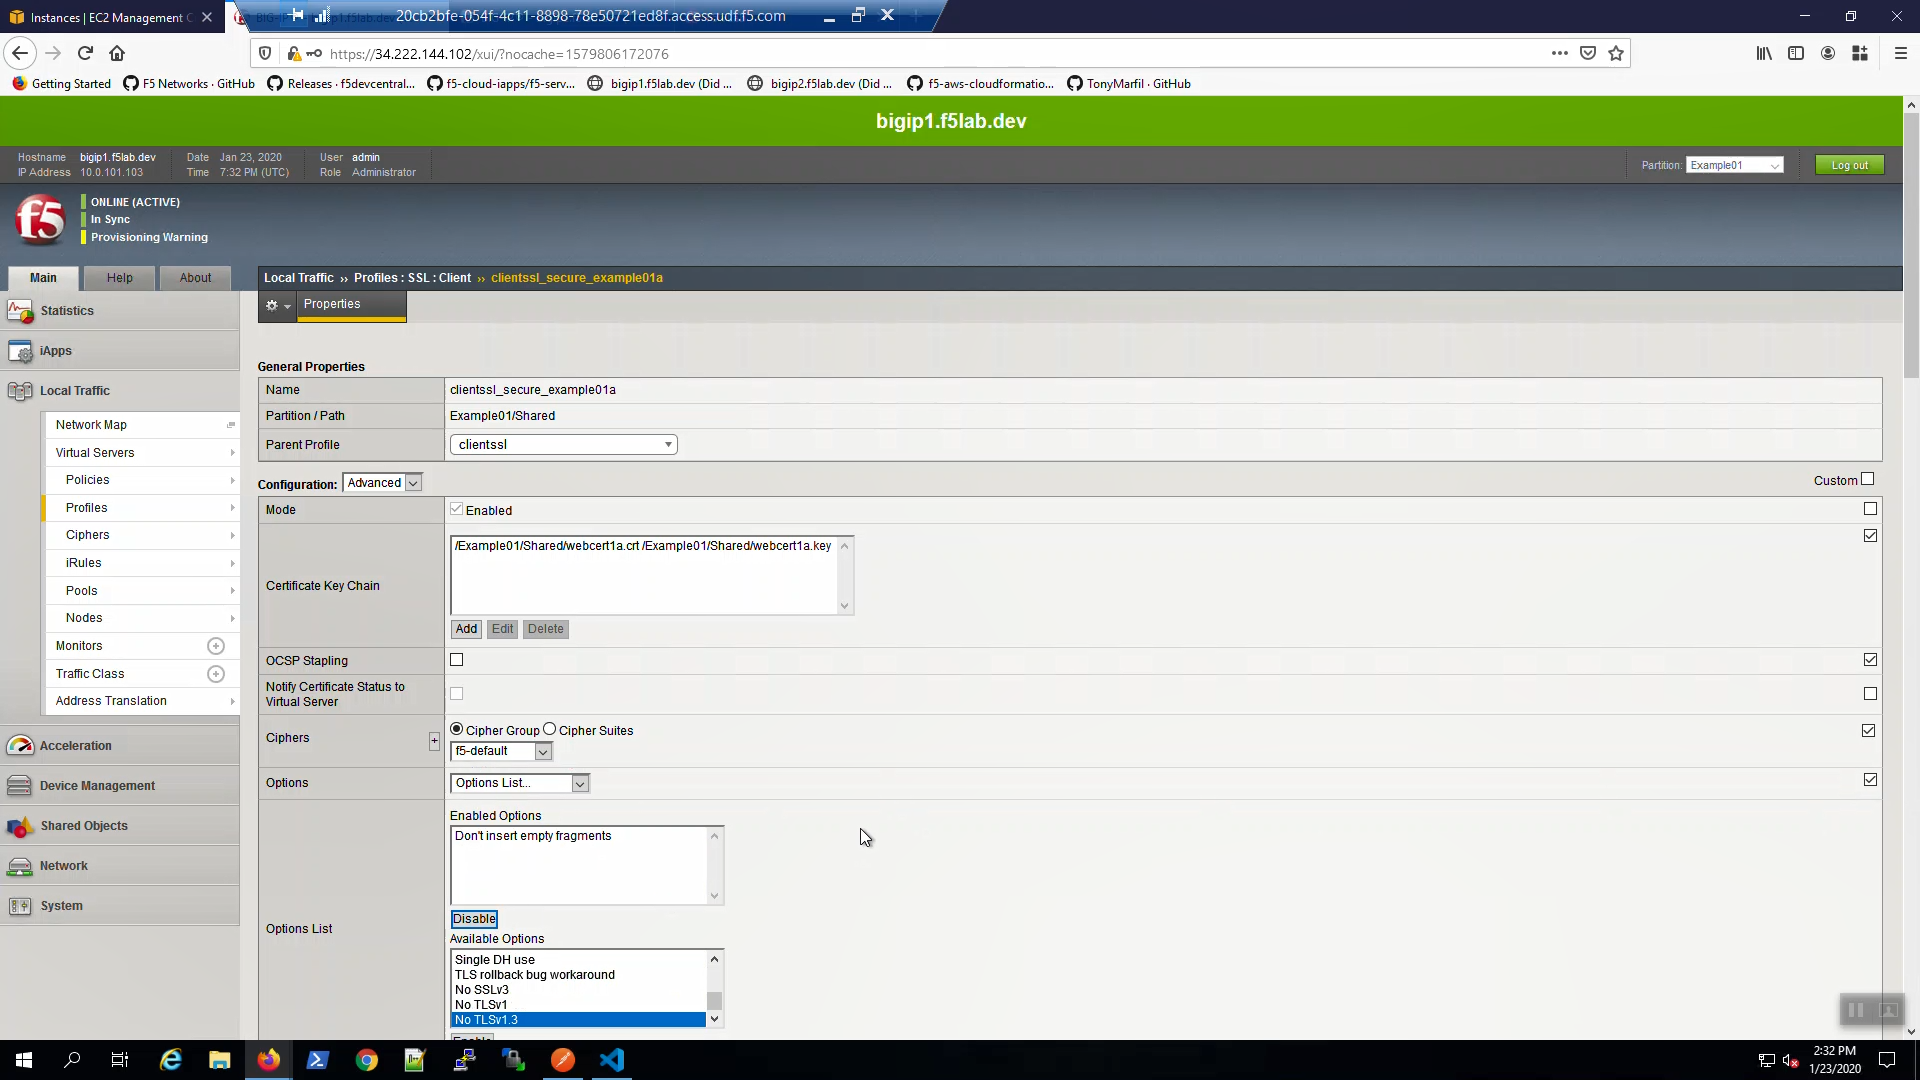 Instances | EC2 Management C
20cb2bfe-054f-4c11-8898-78e50721ed8f.access.udf.f5.com
https://34.222.144.102/xui/?nocache=1579806172076
Getting Started
F5 Networks · GitHub
Releases · f5devcentral...
f5-cloud-iapps/f5-serv...
bigip1.f5lab.dev (Did ...
bigip2.f5lab.dev (Did ...
f5-aws-cloudformatio...
TonyMarfil · GitHub
bigip1.f5lab.dev
Hostname bigip1.f5lab.dev
IP Address 10.0.101.103
Date Jan 23, 2020
Time 7:32 PM (UTC)
User admin
Role Administrator
Partition: Example01
Log out
f5
ONLINE (ACTIVE)
In Sync
Provisioning Warning
Main
Help
About
Local Traffic ›› Profiles : SSL : Client ›› clientssl_secure_example01a
Properties
Statistics
iApps
Local Traffic
Network Map
Virtual Servers
Policies
Profiles
Ciphers
iRules
Pools
Nodes
Monitors
Traffic Class
Address Translation
Acceleration
Device Management
Shared Objects
Network
System
General Properties
Name clientssl_secure_example01a
Partition / Path Example01/Shared
Parent Profile clientssl
Configuration: Advanced
Custom
Mode Enabled
Certificate Key Chain
/Example01/Shared/webcert1a.crt /Example01/Shared/webcert1a.key
Add Edit Delete
OCSP Stapling
Notify Certificate Status to
Virtual Server
Ciphers + Cipher Group Cipher Suites
f5-default
Options Options List...
Options List
Enabled Options
Don't insert empty fragments
Disable
Available Options
Single DH use
TLS rollback bug workaround
No SSLv3
No TLSv1
No TLSv1.3
Enable
2:32 PM
1/23/2020